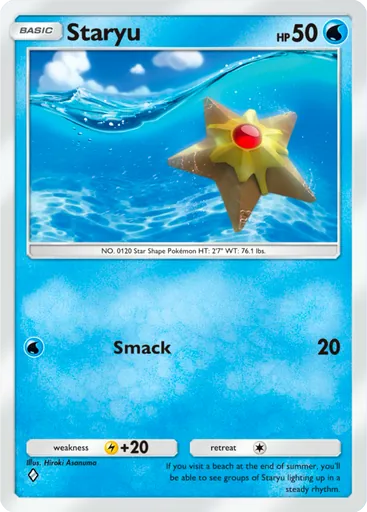 BASIC Staryu HP 50
NO. 0120 Star Shape Pokémon HT: 2'7" WT: 76.1 lbs.
Smack 20
weakness +20 retreat
Illus. Hiroki Asanuma
If you visit a beach at the end of summer, you'll
be able to see groups of Staryu lighting up in a
steady rhythm.